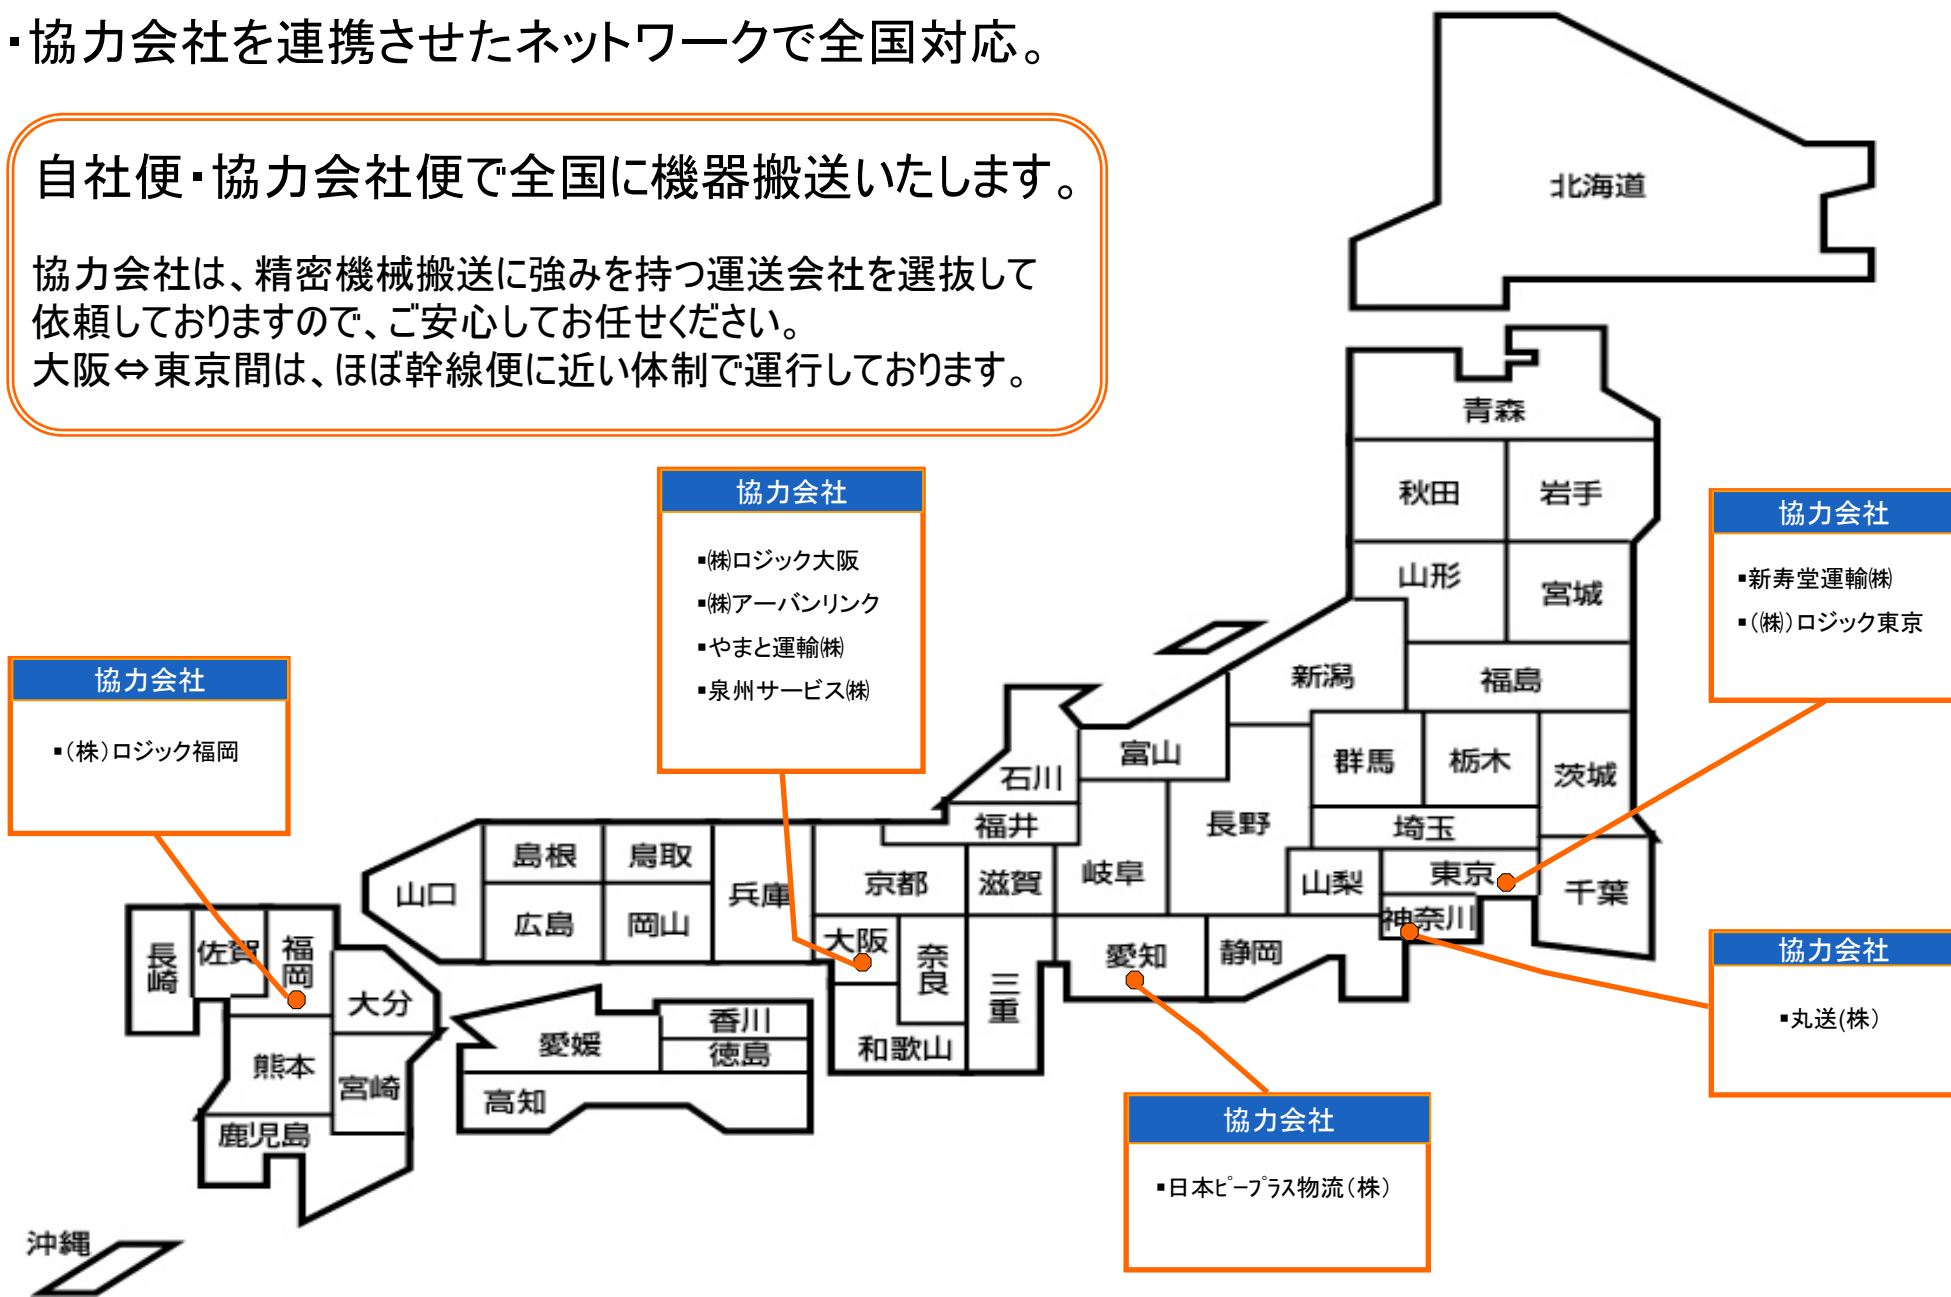 ▪協力会社を連携させたネットワークで全国対応。
自社便▪協力会社便で全国に機器搬送いたします。
協力会社は、精密機械搬送に強みを持つ運送会社を選抜して
依頼しておりますので、ご安心してお任せください。
大阪⇔東京間は、ほぼ幹線便に近い体制で運行しております。
北海道
青森
秋田
岩手
山形
宮城
新潟
福島
富山
石川
群馬
栃木
茨城
福井
長野
埼玉
岐阜
山梨
東京
千葉
神奈川
島根
鳥取
兵庫
京都
滋賀
山口
広島
岡山
大阪
奈良
三重
愛知
静岡
和歌山
香川
愛媛
徳島
高知
長崎
佐賀
福岡
大分
熊本
宮崎
鹿児島
沖縄
協力会社
▪㈱ロジック大阪
▪㈱アーバンリンク
▪やまと運輸㈱
▪泉州サービス㈱
協力会社
▪新寿堂運輸㈱
▪(㈱)ロジック東京
協力会社
▪(株)ロジック福岡
協力会社
▪丸送(株)
協力会社
▪日本ﾋﾟｰﾌﾟﾗｽ物流(株)